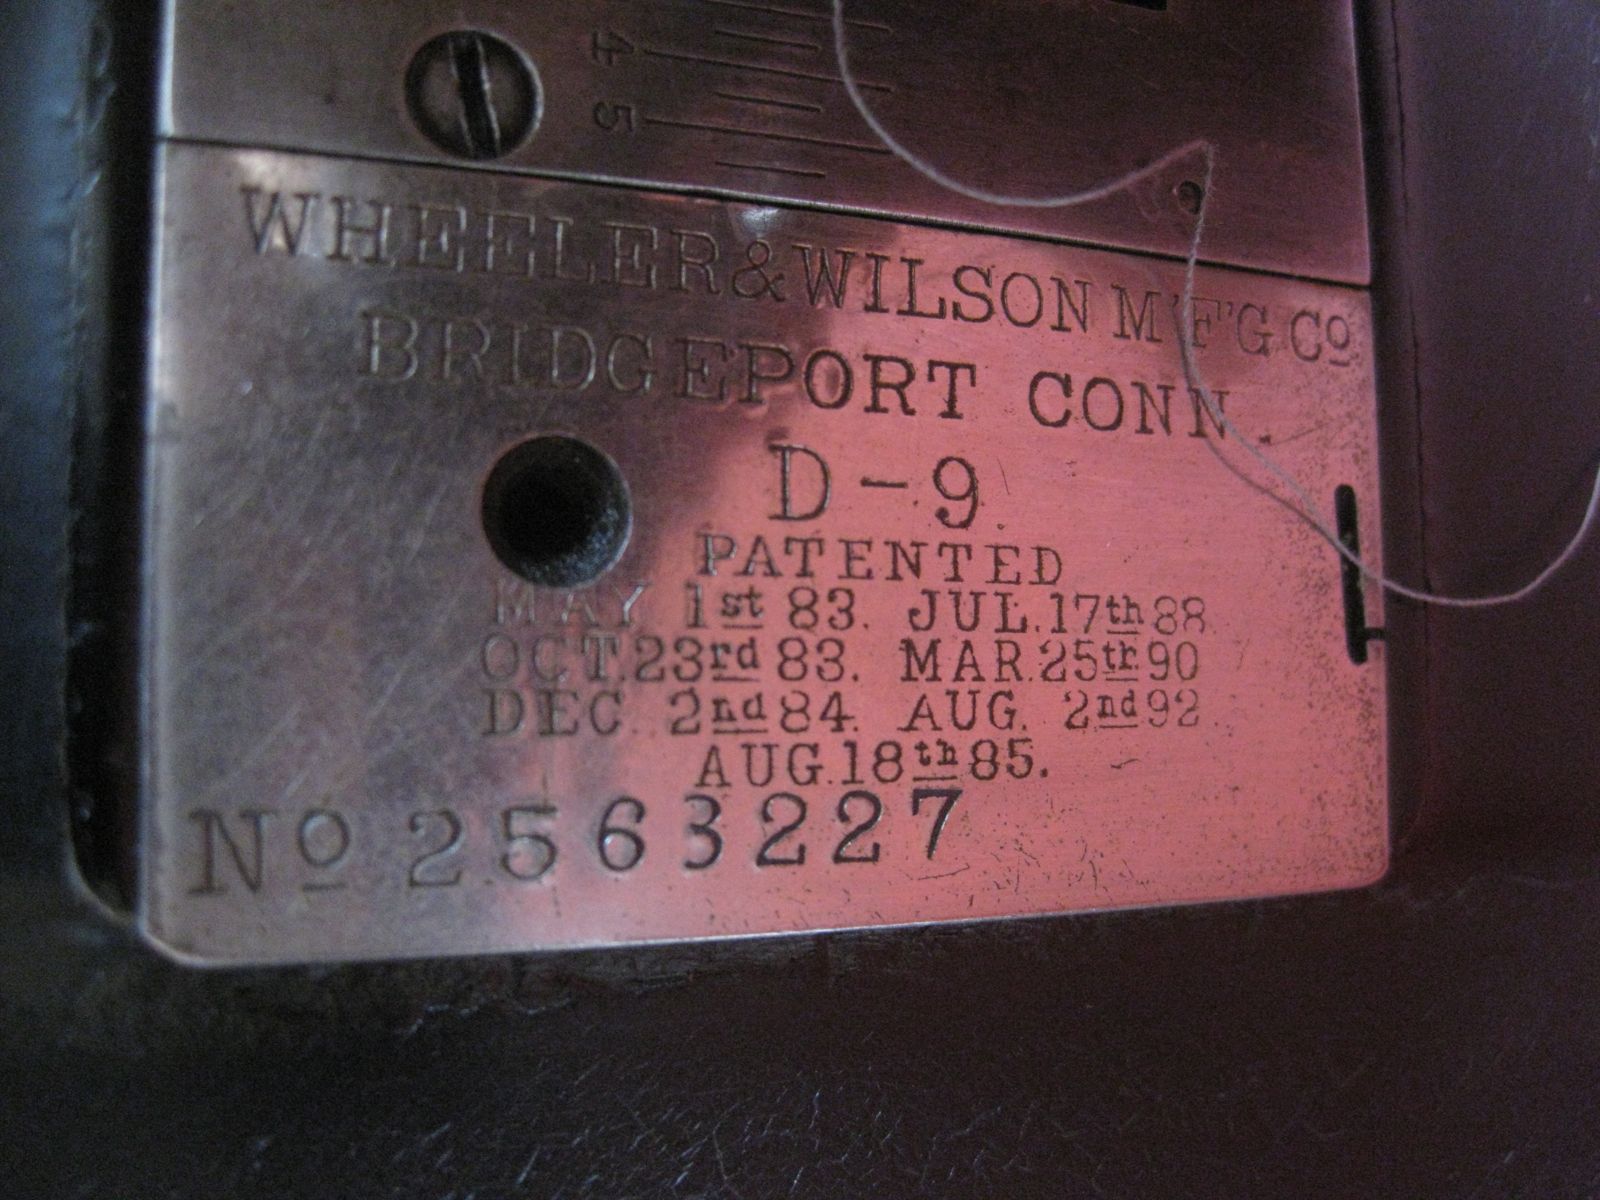 4
5
WHEELER & WILSON M'F'G Co
BRIDGEPORT CONN.
D-9.
PATENTED
MAY 1st 83. JUL.17th 88.
OCT.23rd 83. MAR.25th 90
DEC. 2nd 84. AUG. 2nd 92.
AUG.18th 85.
No 2563227